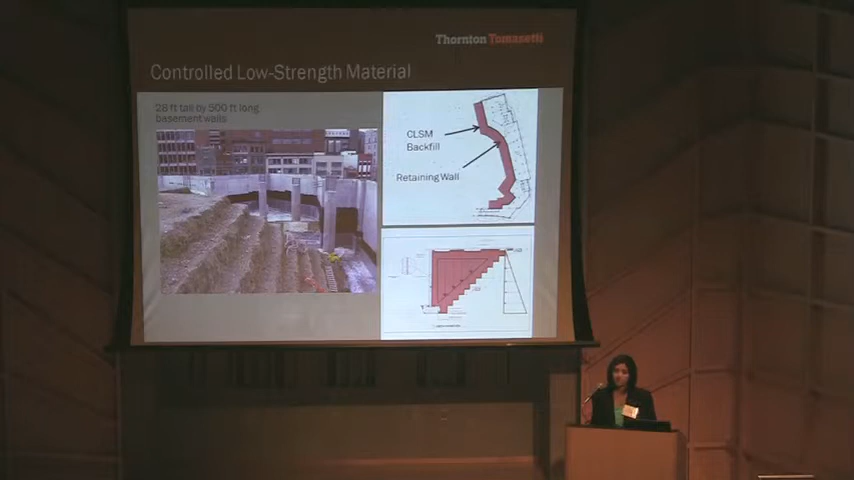 Thornton Tomasetti
Controlled Low-Strength Material
28 ft tall by 500 ft long
basement walls
CLSM
Backfill
Retaining Wall